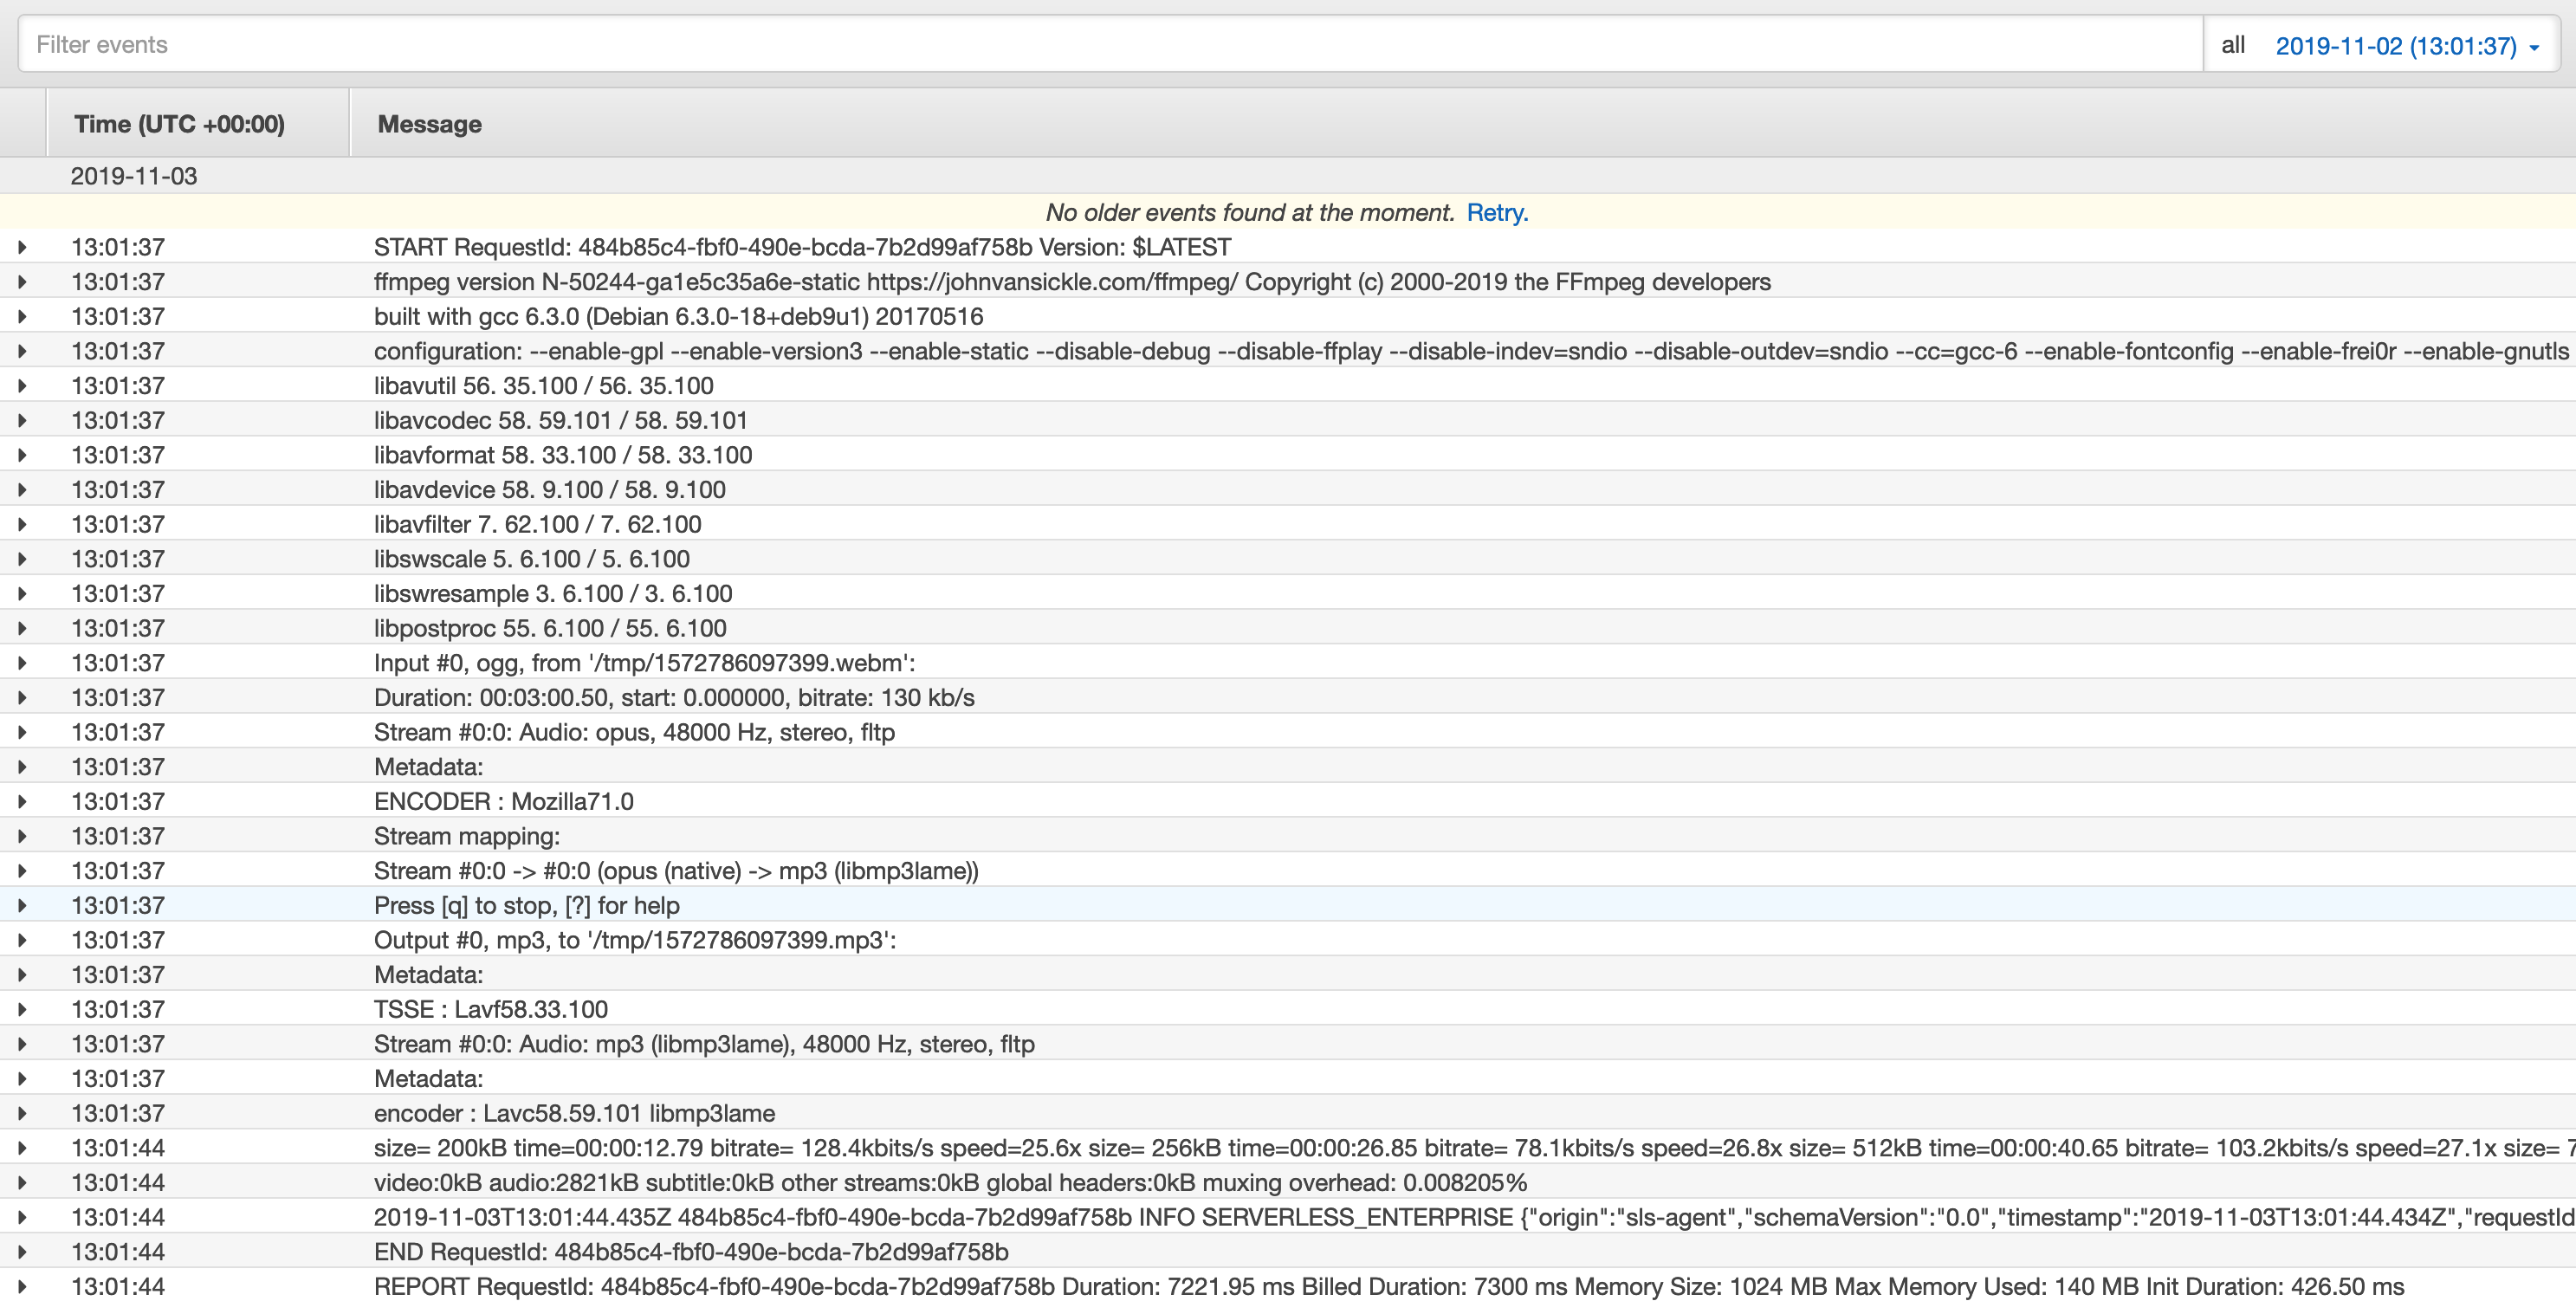 Filter events all 2019-11-02 (13:01:37)
Time (UTC +00:00) Message
2019-11-03
No older events found at the moment. Retry.
13:01:37 START RequestId: 484b85c4-fbf0-490e-bcda-7b2d99af758b Version: $LATEST
13:01:37 ffmpeg version N-50244-ga1e5c35a6e-static https://johnvansickle.com/ffmpeg/ Copyright (c) 2000-2019 the FFmpeg developers
13:01:37 built with gcc 6.3.0 (Debian 6.3.0-18+deb9u1) 20170516
13:01:37 configuration: --enable-gpl --enable-version3 --enable-static --disable-debug --disable-ffplay --disable-indev=sndio --disable-outdev=sndio --cc=gcc-6 --enable-fontconfig --enable-frei0r --enable-gnutls
13:01:37 libavutil 56. 35.100 / 56. 35.100
13:01:37 libavcodec 58. 59.101 / 58. 59.101
13:01:37 libavformat 58. 33.100 / 58. 33.100
13:01:37 libavdevice 58. 9.100 / 58. 9.100
13:01:37 libavfilter 7. 62.100 / 7. 62.100
13:01:37 libswscale 5. 6.100 / 5. 6.100
13:01:37 libswresample 3. 6.100 / 3. 6.100
13:01:37 libpostproc 55. 6.100 / 55. 6.100
13:01:37 Input #0, ogg, from '/tmp/1572786097399.webm':
13:01:37 Duration: 00:03:00.50, start: 0.000000, bitrate: 130 kb/s
13:01:37 Stream #0:0: Audio: opus, 48000 Hz, stereo, fltp
13:01:37 Metadata:
13:01:37 ENCODER : Mozilla71.0
13:01:37 Stream mapping:
13:01:37 Stream #0:0 -> #0:0 (opus (native) -> mp3 (libmp3lame))
13:01:37 Press [q] to stop, [?] for help
13:01:37 Output #0, mp3, to '/tmp/1572786097399.mp3':
13:01:37 Metadata:
13:01:37 TSSE : Lavf58.33.100
13:01:37 Stream #0:0: Audio: mp3 (libmp3lame), 48000 Hz, stereo, fltp
13:01:37 Metadata:
13:01:37 encoder : Lavc58.59.101 libmp3lame
13:01:44 size= 200kB time=00:00:12.79 bitrate= 128.4kbits/s speed=25.6x size= 256kB time=00:00:26.85 bitrate= 78.1kbits/s speed=26.8x size= 512kB time=00:00:40.65 bitrate= 103.2kbits/s speed=27.1x size= 7
13:01:44 video:0kB audio:2821kB subtitle:0kB other streams:0kB global headers:0kB muxing overhead: 0.008205%
13:01:44 2019-11-03T13:01:44.435Z 484b85c4-fbf0-490e-bcda-7b2d99af758b INFO SERVERLESS_ENTERPRISE {"origin":"sls-agent","schemaVersion":"0.0","timestamp":"2019-11-03T13:01:44.434Z","requestId
13:01:44 END RequestId: 484b85c4-fbf0-490e-bcda-7b2d99af758b
13:01:44 REPORT RequestId: 484b85c4-fbf0-490e-bcda-7b2d99af758b Duration: 7221.95 ms Billed Duration: 7300 ms Memory Size: 1024 MB Max Memory Used: 140 MB Init Duration: 426.50 ms